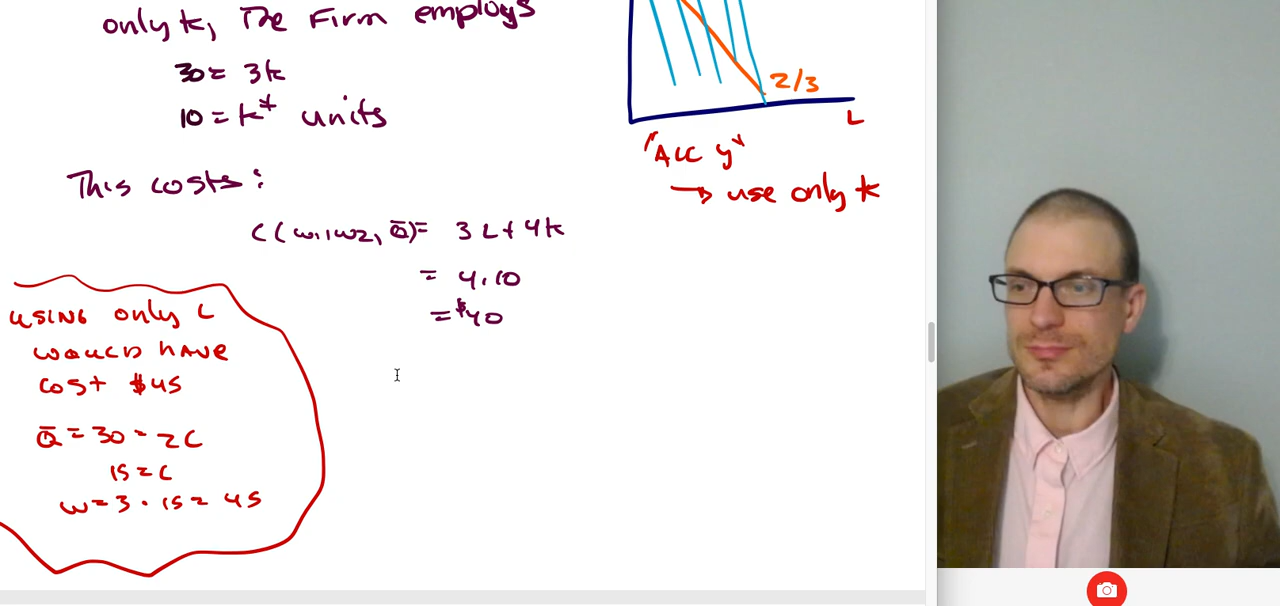 only k, The Firm employs
30 = 3k
10 = k* units
This costs:
C(w1, w2, Q̄) = 3L + 4k
= 4.10
= $40
2/3
L
"ALL y"
→ use only k
USING only L
would have
cost $45
Q̄ = 30 = 2L
15 = L
w = 3 · 15 = 45